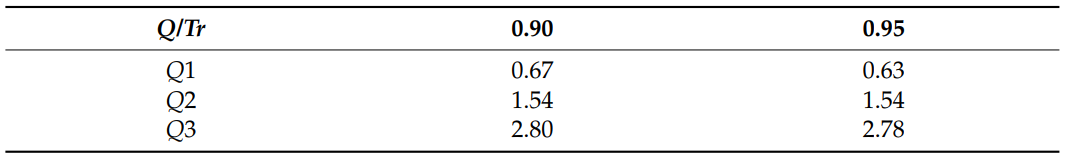 Q/Tr 0.90 0.95
Q1 0.67 0.63
Q2 1.54 1.54
Q3 2.80 2.78